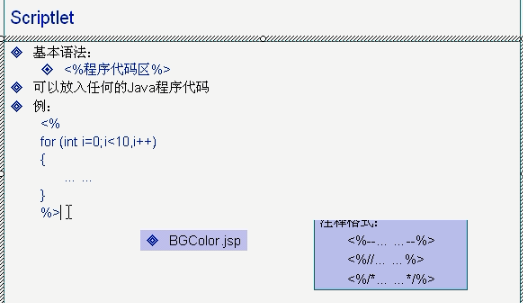 Scriptlet
基本语法：
<%程序代码区%>
可以放入任何的Java程序代码
例：
<%
for (int i=0;i<10,i++)
{
... ...
}
%>
BGColor.jsp
注释格式：
<%--... ...--%>
<%//... ...%>
<%/*... ...*/%>